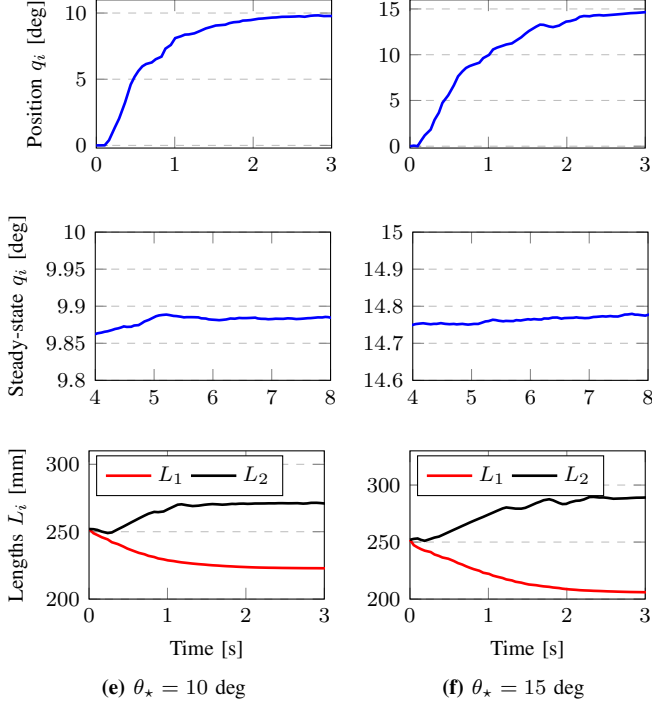 Position q_i [deg]
10
5
0
0 1 2 3
15
10
5
0
0 1 2 3
Steady-state q_i [deg]
10
9.95
9.9
9.85
9.8
4 5 6 7 8
15
14.9
14.8
14.7
14.6
4 5 6 7 8
Lengths L_i [mm]
300
250
200
L_1 L_2
0 1 2 3
Time [s]
300
250
200
L_1 L_2
0 1 2 3
Time [s]
(e) θ_⋆ = 10 deg
(f) θ_⋆ = 15 deg